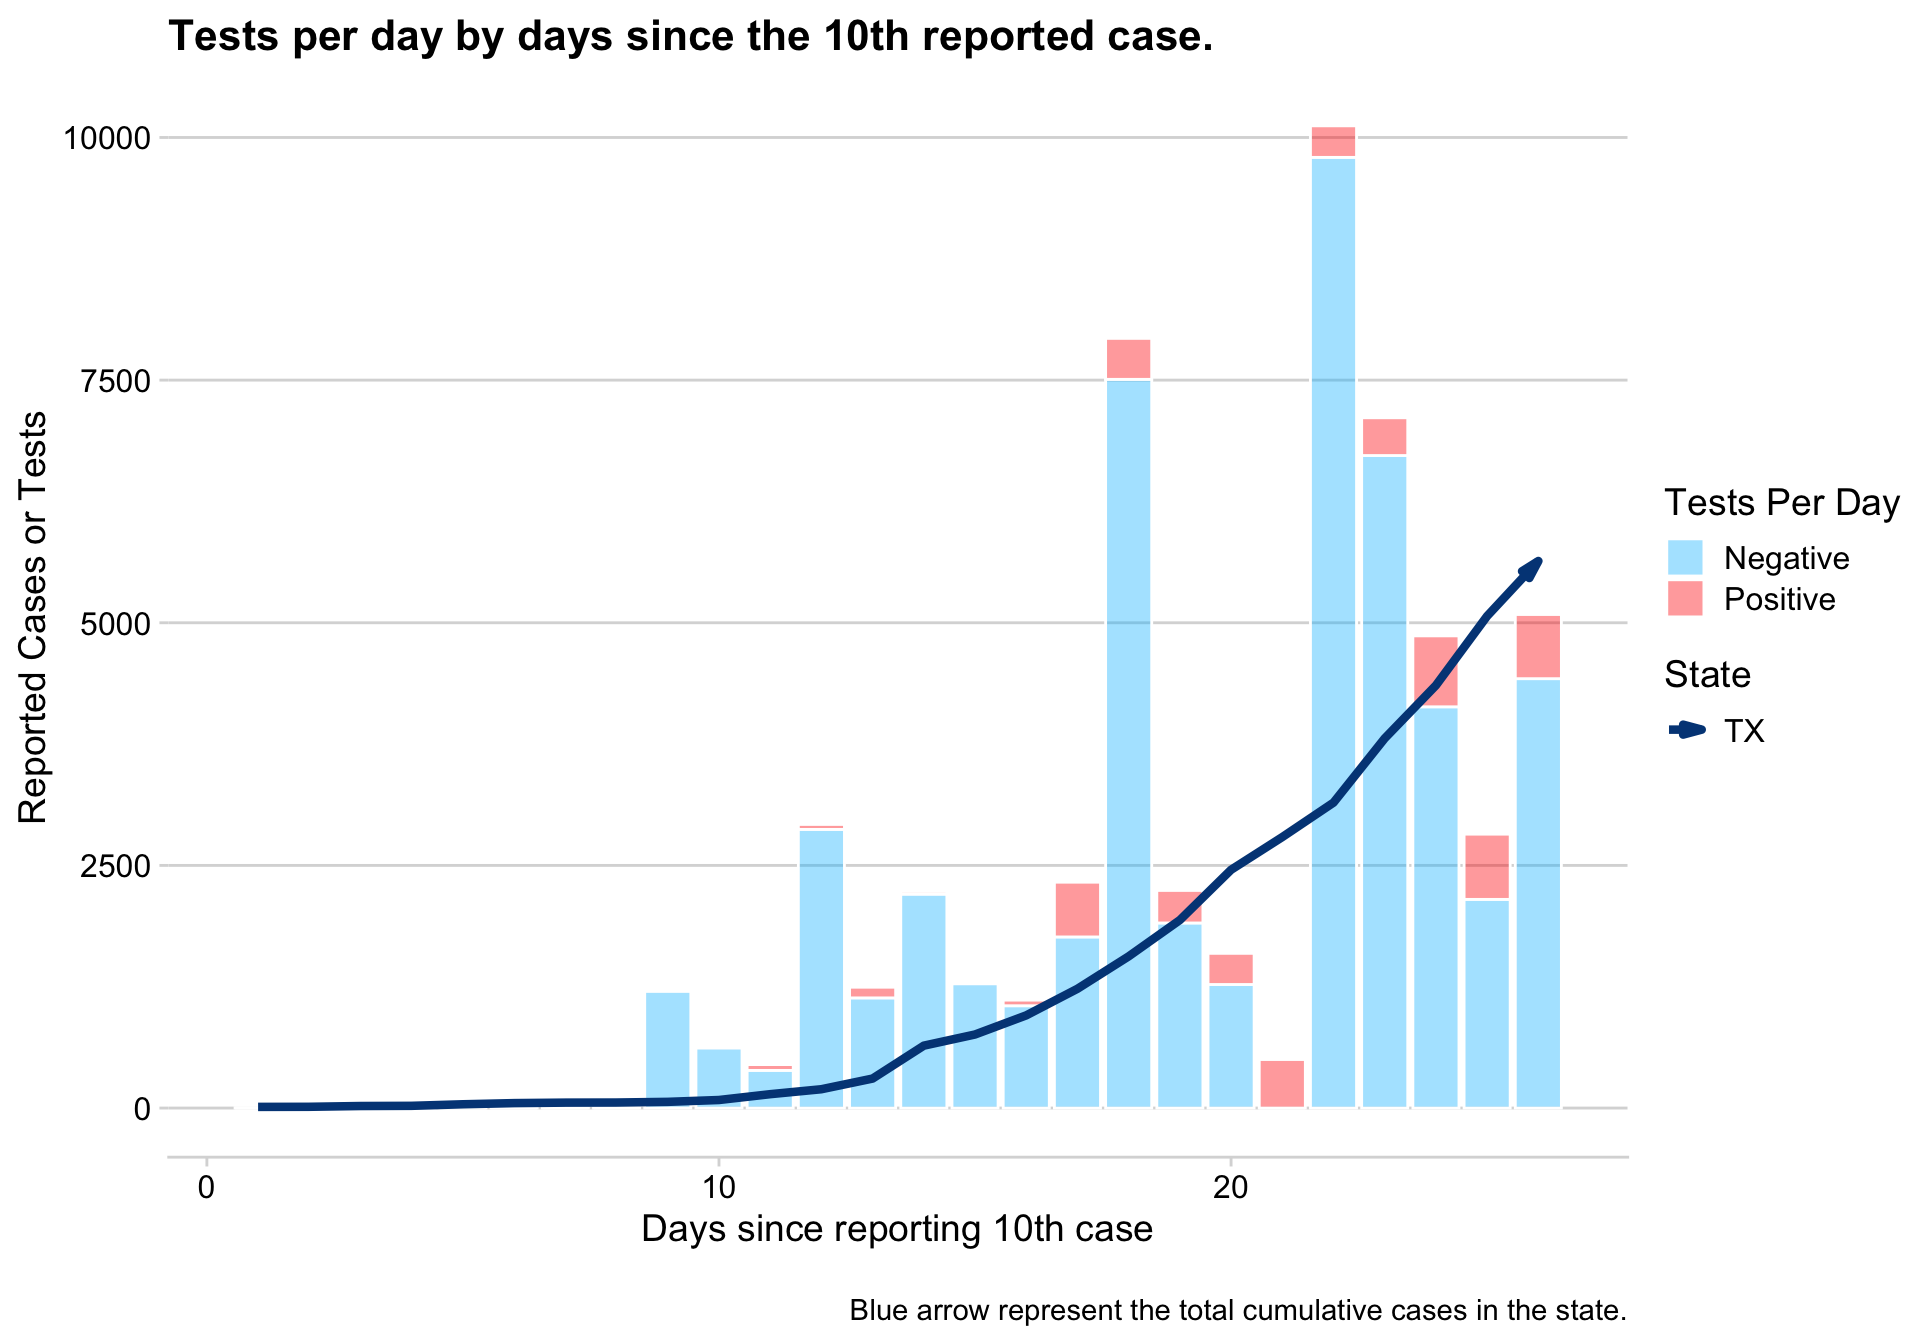 Tests per day by days since the 10th reported case.
10000
7500
5000
2500
0
Reported Cases or Tests
0 10 20
Days since reporting 10th case
Tests Per Day
Negative
Positive
State
TX
Blue arrow represent the total cumulative cases in the state.